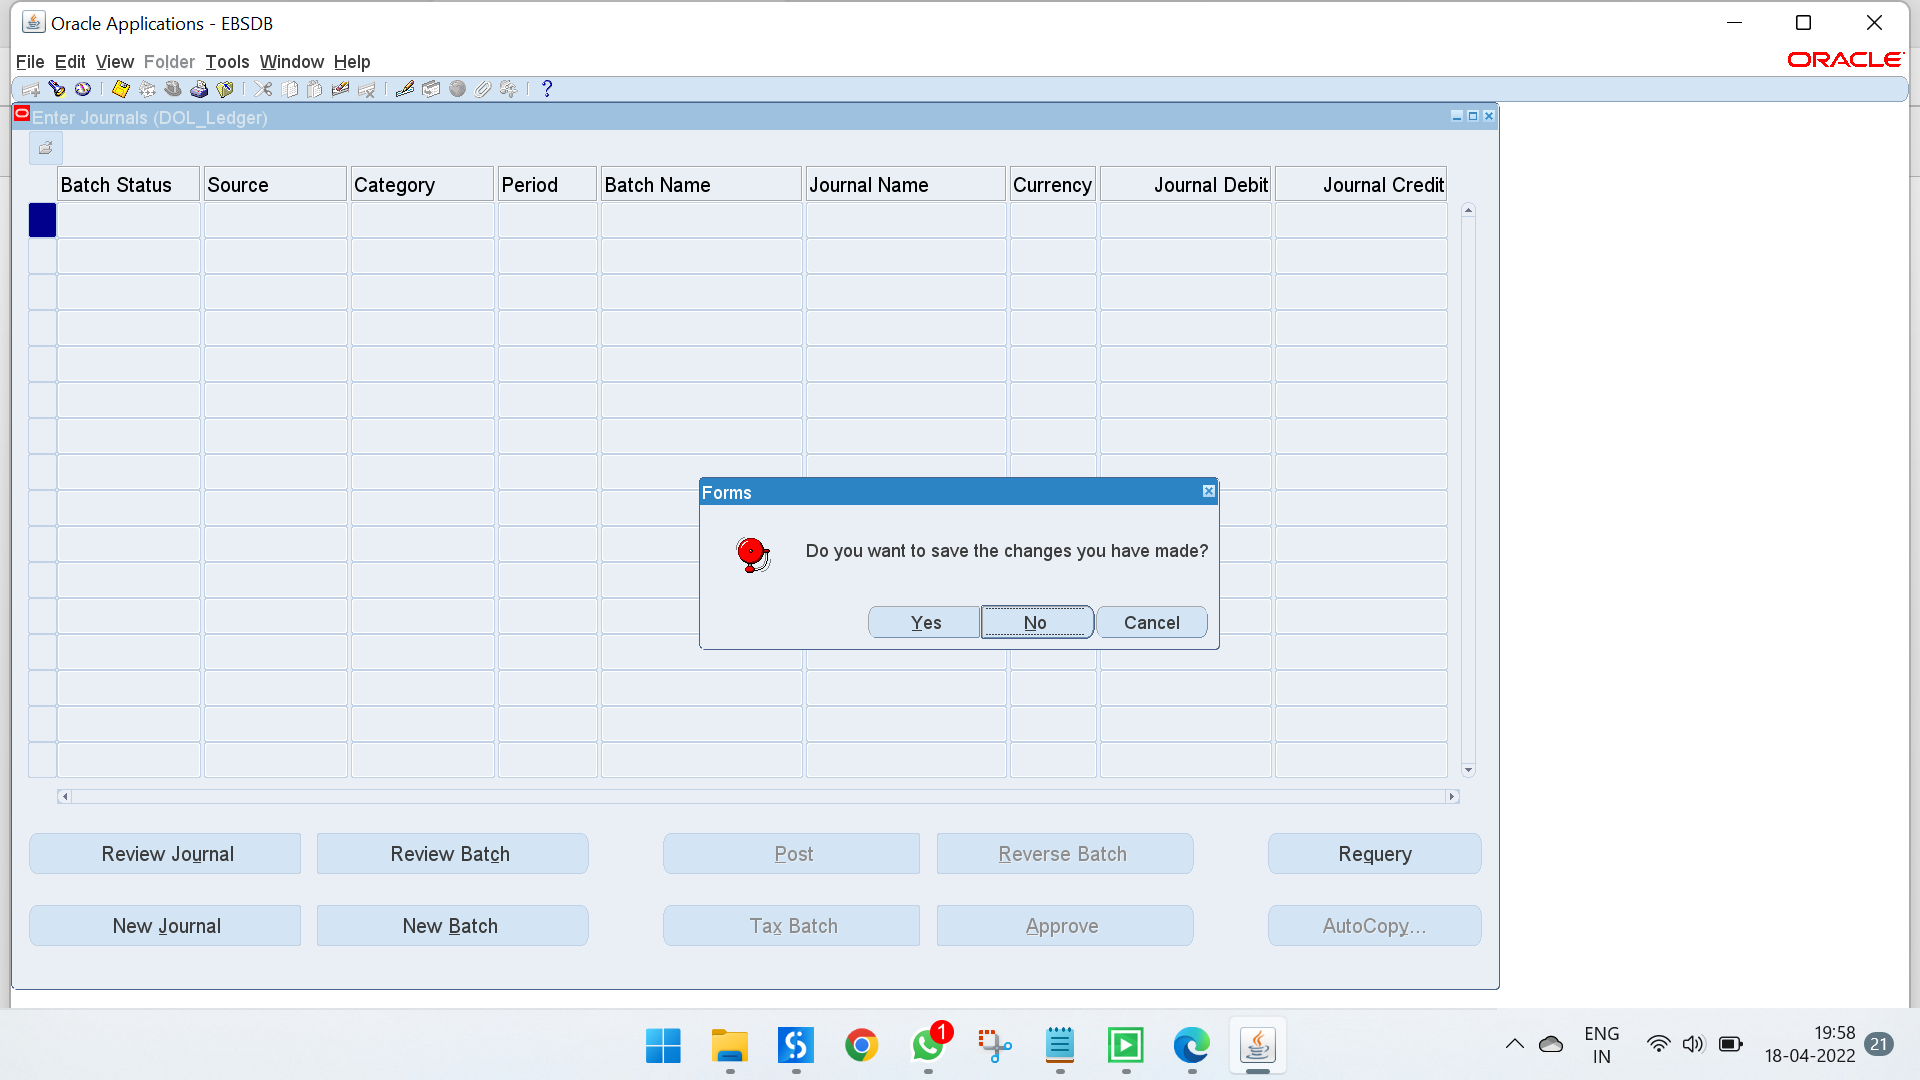 Oracle Applications - EBSDB
File Edit View Folder Tools Window Help
ORACLE
Enter Journals (DOL_Ledger)
Batch Status Source Category Period Batch Name Journal Name Currency Journal Debit Journal Credit
Forms
Do you want to save the changes you have made?
Yes No Cancel
Review Journal Review Batch Post Reverse Batch Requery
New Journal New Batch Tax Batch Approve AutoCopy...
1
ENG
IN
19:58
18-04-2022
21